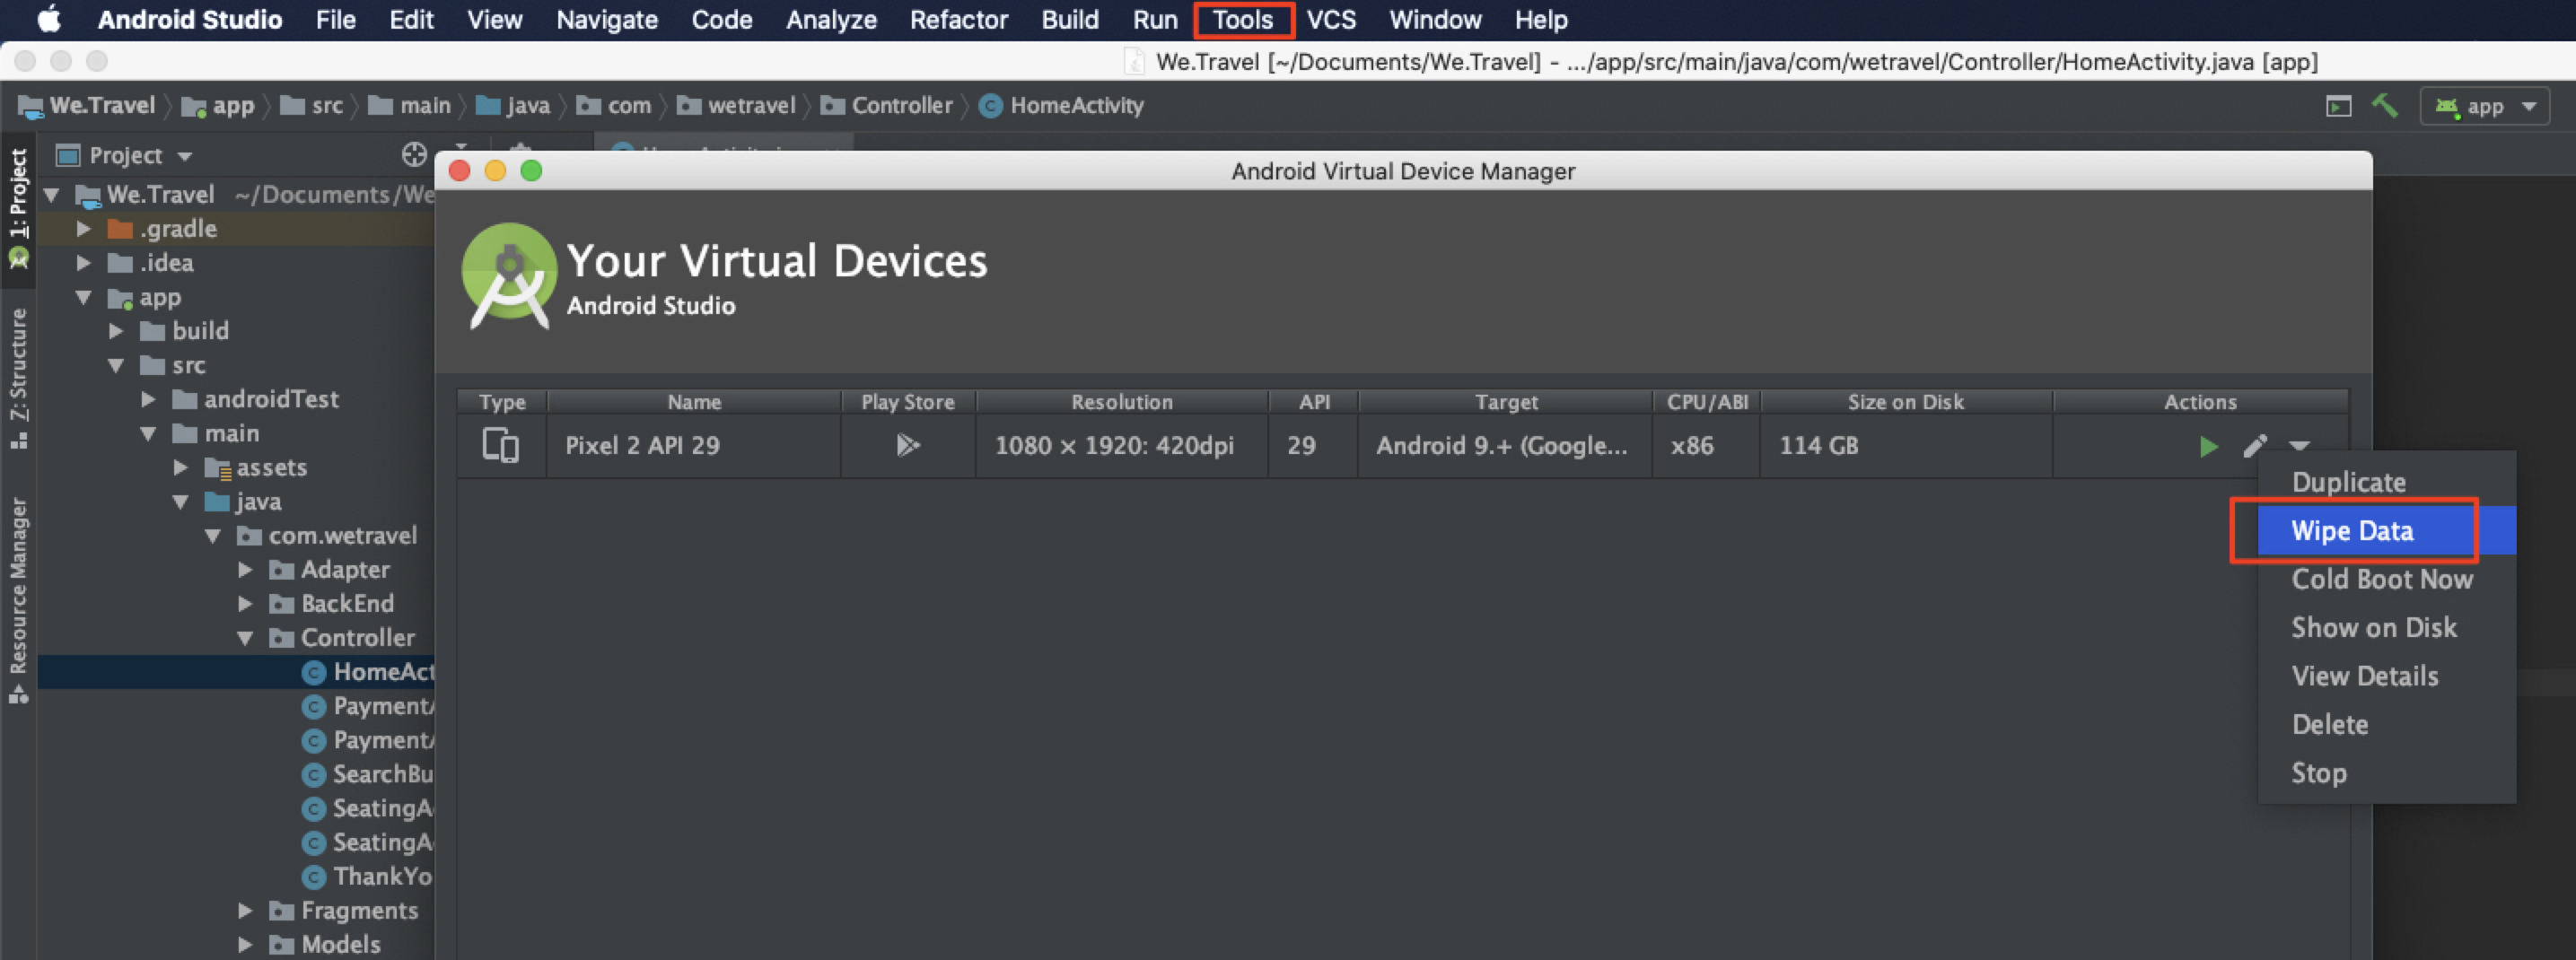 Android Studio File Edit View Navigate Code Analyze Refactor Build Run Tools VCS Window Help
We.Travel [~/Documents/We.Travel] - .../app/src/main/java/com/wetravel/Controller/HomeActivity.java [app]
We.Travel app src main java com wetravel Controller HomeActivity app
Project
1: Project
Z: Structure
Resource Manager
We.Travel ~/Documents/We
.gradle
.idea
app
build
src
androidTest
main
assets
java
com.wetravel
Adapter
BackEnd
Controller
HomeAct
PaymentA
PaymentA
SearchBu
SeatingA
SeatingA
ThankYo
Fragments
Models
Android Virtual Device Manager
Your Virtual Devices
Android Studio
Type Name Play Store Resolution API Target CPU/ABI Size on Disk Actions
Pixel 2 API 29 1080 × 1920: 420dpi 29 Android 9.+ (Google... x86 114 GB
Duplicate
Wipe Data
Cold Boot Now
Show on Disk
View Details
Delete
Stop